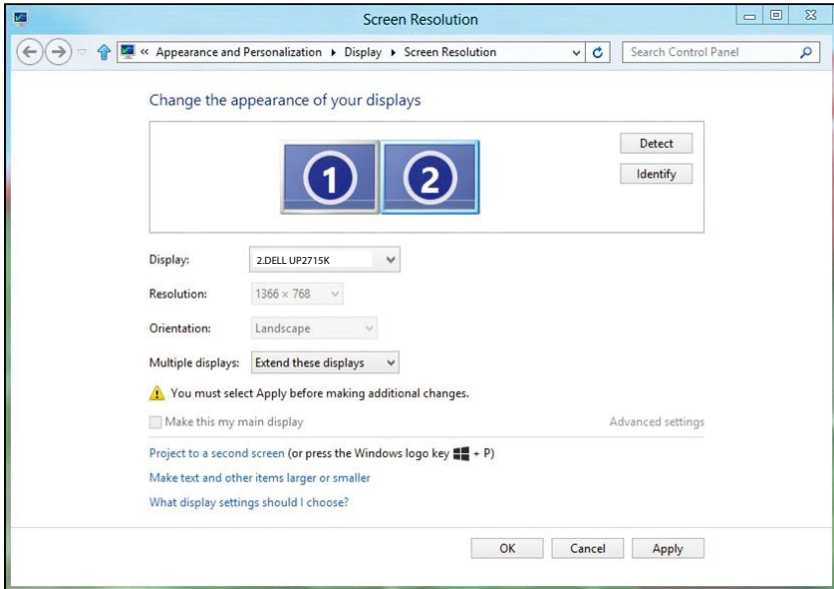 Screen Resolution
« Appearance and Personalization Display Screen Resolution Search Control Panel
Change the appearance of your displays
1 2
Detect
Identify
Display: 2.DELL UP2715K
Resolution: 1366 × 768
Orientation: Landscape
Multiple displays: Extend these displays
You must select Apply before making additional changes.
Make this my main display Advanced settings
Project to a second screen (or press the Windows logo key + P)
Make text and other items larger or smaller
What display settings should I choose?
OK Cancel Apply